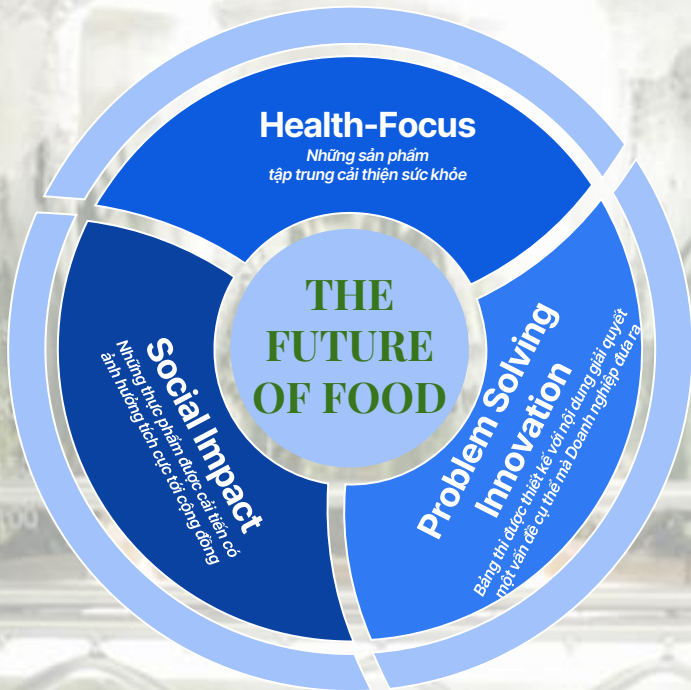 Health-Focus
Những sản phẩm
tập trung cải thiện sức khỏe
THE
FUTURE
OF FOOD
Problem Solving
Innovation
Bảng thi được thiết kế với nội dung giải quyết
một vấn đề cụ thể mà Doanh nghiệp đưa ra
Social Impact
Những thực phẩm được cải tiến có
ảnh hưởng tích cực tới cộng đồng